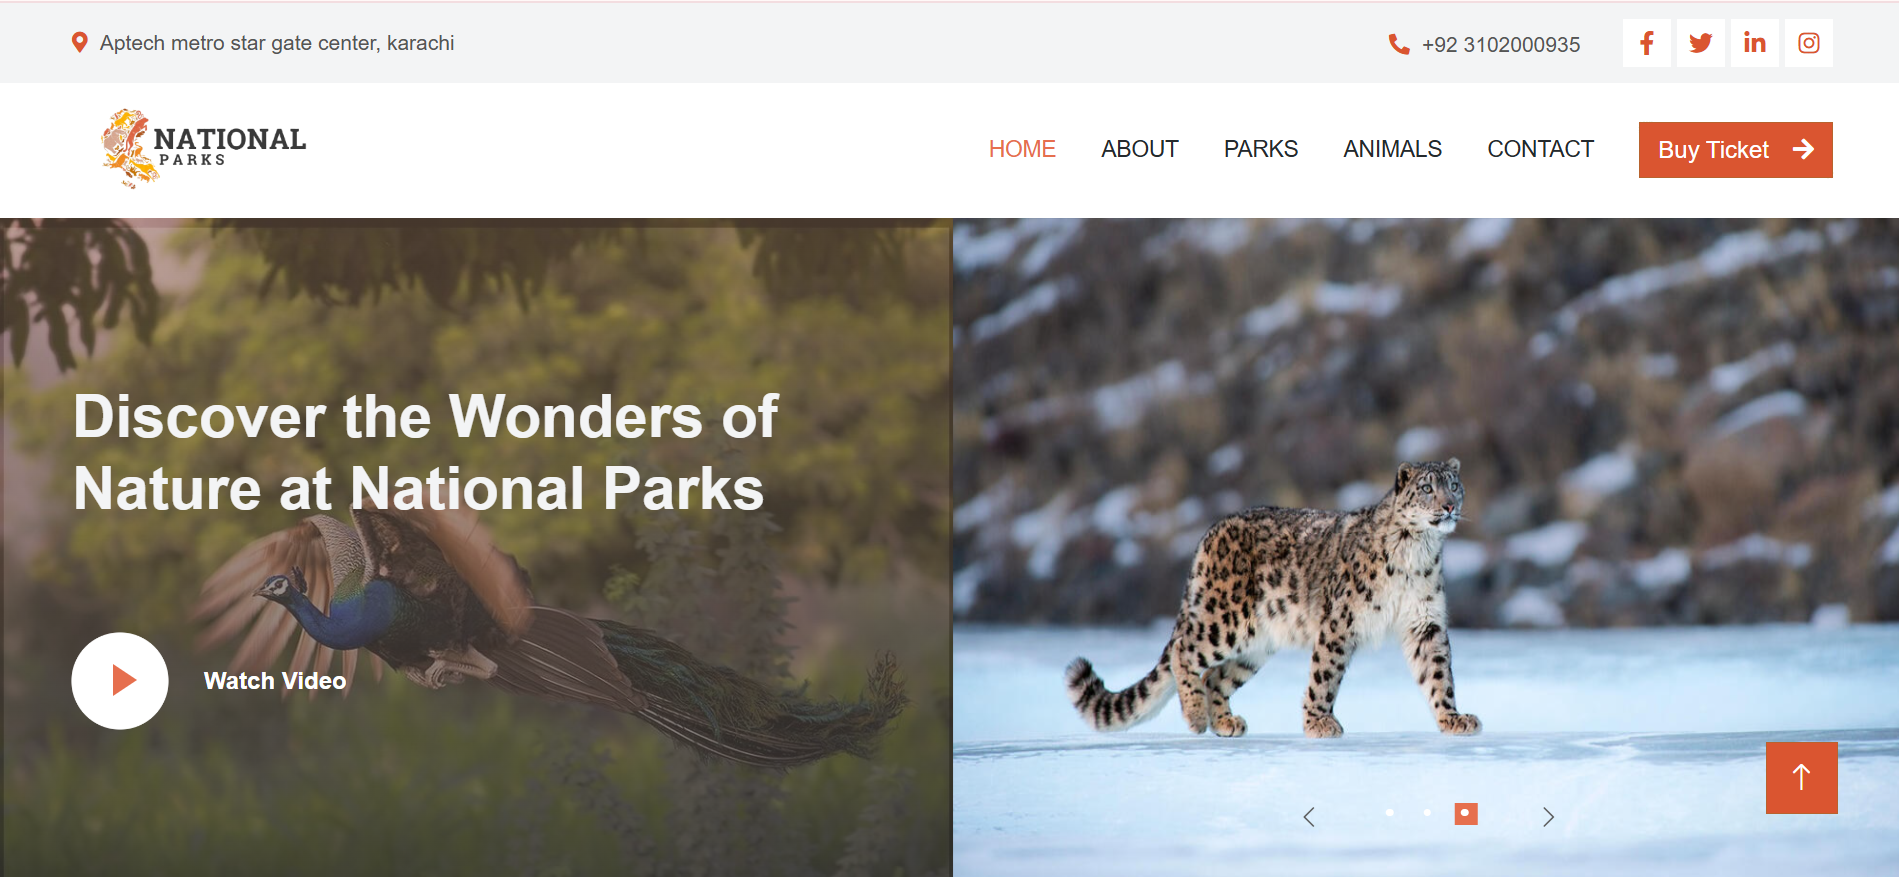 Aptech metro star gate center, karachi
+92 3102000935
NATIONAL
PARKS
HOME
ABOUT
PARKS
ANIMALS
CONTACT
Buy Ticket
Discover the Wonders of
Nature at National Parks
Watch Video